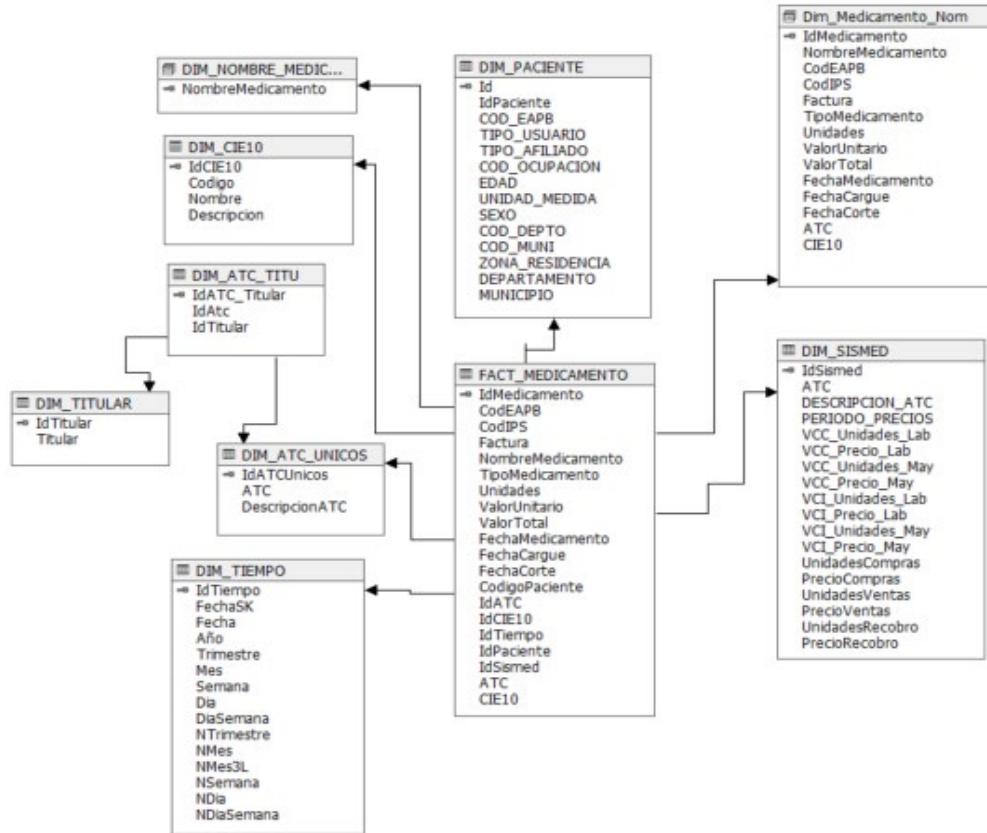 DIM_NOMBRE_MEDIC...
NombreMedicamento
DIM_CIE10
IdCIE10
Codigo
Nombre
Descripcion
DIM_ATC_TITU
IdATC_Titular
IdAtc
IdTitular
DIM_TITULAR
IdTitular
Titular
DIM_ATC_UNICOS
IdATCUnicos
ATC
DescripcionATC
DIM_TIEMPO
IdTiempo
FechaSK
Fecha
Año
Trimestre
Mes
Semana
Dia
DiaSemana
NTrimestre
NMes
NMes3L
NSemana
NDia
NDiaSemana
DIM_PACIENTE
Id
IdPaciente
COD_EAPB
TIPO_USUARIO
TIPO_AFILIADO
COD_OCUPACION
EDAD
UNIDAD_MEDIDA
SEXO
COD_DEPTO
COD_MUNI
ZONA_RESIDENCIA
DEPARTAMENTO
MUNICIPIO
FACT_MEDICAMENTO
IdMedicamento
CodEAPB
CodIPS
Factura
NombreMedicamento
TipoMedicamento
Unidades
ValorUnitario
ValorTotal
FechaMedicamento
FechaCargue
FechaCorte
CodigoPaciente
IdATC
IdCIE10
IdTiempo
IdPaciente
IdSismed
ATC
CIE10
Dim_Medicamento_Nom
IdMedicamento
NombreMedicamento
CodEAPB
CodIPS
Factura
TipoMedicamento
Unidades
ValorUnitario
ValorTotal
FechaMedicamento
FechaCargue
FechaCorte
ATC
CIE10
DIM_SISMED
IdSismed
ATC
DESCRIPCION_ATC
PERIODO_PRECIOS
VCC_Unidades_Lab
VCC_Precio_Lab
VCC_Unidades_May
VCC_Precio_May
VCI_Unidades_Lab
VCI_Precio_Lab
VCI_Unidades_May
VCI_Precio_May
UnidadesCompras
PrecioCompras
UnidadesVentas
PrecioVentas
UnidadesRecobro
PrecioRecobro